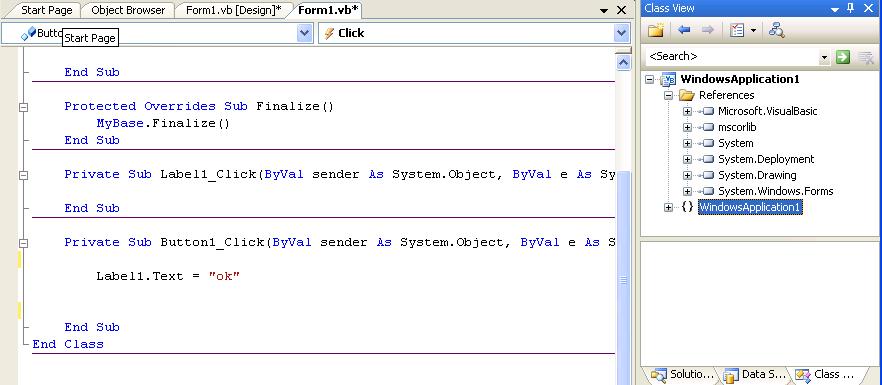 Start Page Object Browser Form1.vb [Design]* Form1.vb*
Butto Click
Start Page
End Sub
Protected Overrides Sub Finalize()
MyBase.Finalize()
End Sub
Private Sub Label1_Click(ByVal sender As System.Object, ByVal e As Sy
End Sub
Private Sub Button1_Click(ByVal sender As System.Object, ByVal e As S
Label1.Text = "ok"
End Sub
End Class
Class View
<Search>
WindowsApplication1
References
Microsoft.VisualBasic
mscorlib
System
System.Deployment
System.Drawing
System.Windows.Forms
{} WindowsApplication1
Solutio... Data S... Class ...